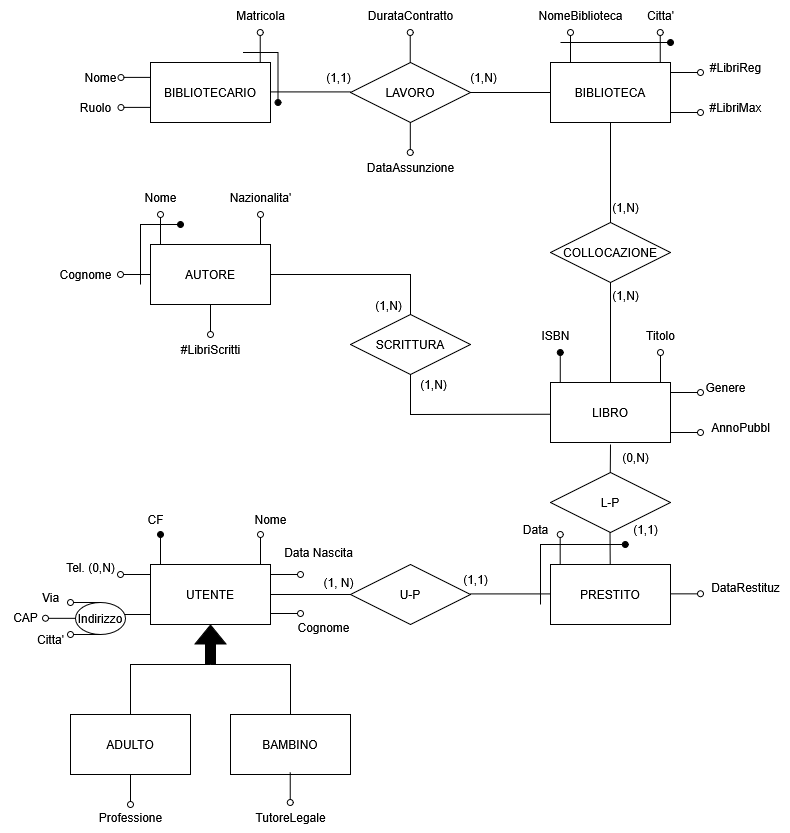 Matricola
DurataContratto
NomeBiblioteca
Citta'
Nome
(1,1)
(1,N)
#LibriReg
BIBLIOTECARIO
LAVORO
BIBLIOTECA
Ruolo
#LibriMax
DataAssunzione
Nome
Nazionalita'
(1,N)
COLLOCAZIONE
Cognome
AUTORE
(1,N)
(1,N)
ISBN
Titolo
#LibriScritti
SCRITTURA
(1,N)
Genere
LIBRO
AnnoPubbl
(0,N)
L-P
CF
Nome
Data
(1,1)
Data Nascita
Tel. (0,N)
(1, N)
(1,1)
DataRestituz
Via
UTENTE
U-P
PRESTITO
CAP
Indirizzo
Cognome
Citta'
ADULTO
BAMBINO
Professione
TutoreLegale